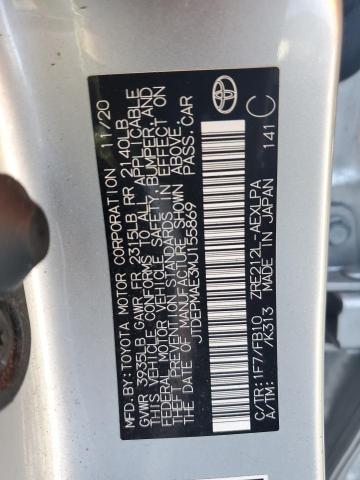 MFD.BY:TOYOTA MOTOR CORPORATION 11/20
GVWR 3935LB GAWR FR 2315LB RR 2140LB
THIS VEHICLE CONFORMS TO ALL APPLICABLE
FEDERAL MOTOR VEHICLE SAFETY, BUMPER, AND
THEFT PREVENTION STANDARDS IN EFFECT ON
THE DATE OF MANUFACTURE SHOWN ABOVE.
JTDEPMAE3MJ155869 PASS.CAR
C/TR:1F7/FB10 ZRE212L-AEXLPA
A/TM: /K313 MADE IN JAPAN 141 C
TOYOTA